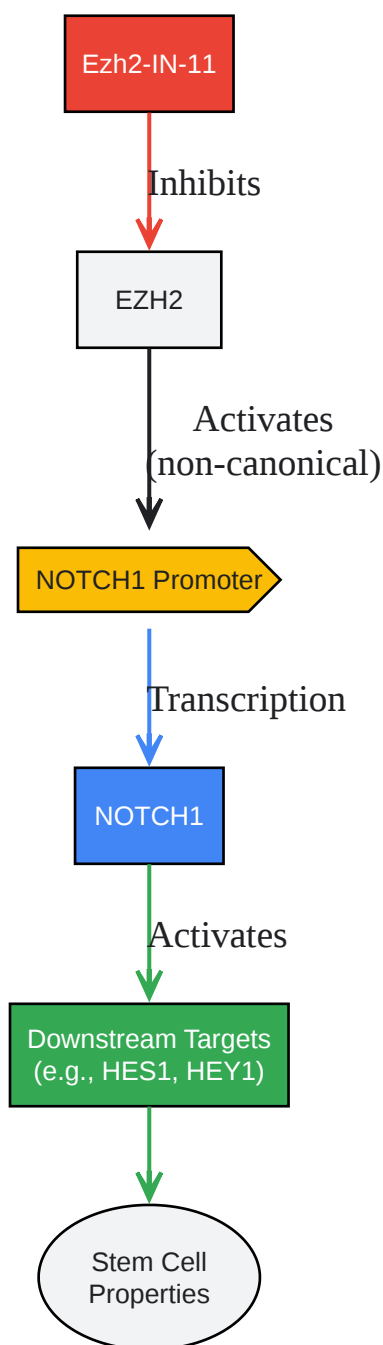 Ezh2-IN-11
Inhibits
EZH2
Activates
(non-canonical)
NOTCH1 Promoter
Transcription
NOTCH1
Activates
Downstream Targets
(e.g., HES1, HEY1)
Stem Cell
Properties